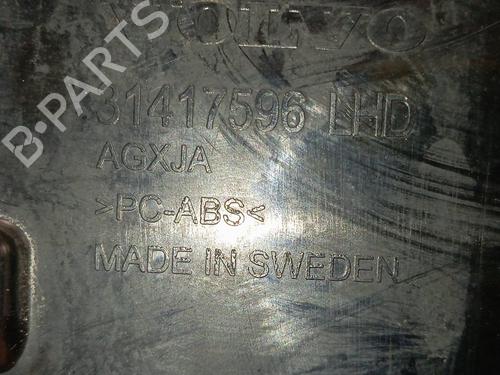 VOLVO
31417596 LHD
AGXJA
>PC-ABS<
MADE IN SWEDEN
B-PARTS